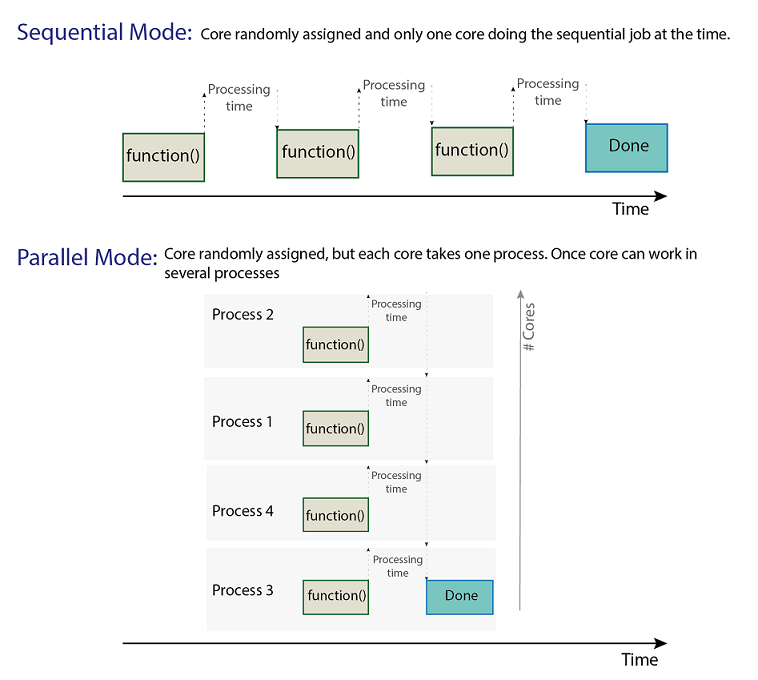 Sequential Mode: Core randomly assigned and only one core doing the sequential job at the time.
Processing
time
Processing
time
Processing
time
function()
function()
function()
Done
Time
Parallel Mode: Core randomly assigned, but each core takes one process. Once core can work in
several processes
Process 2
Processing
time
function()
# Cores
Process 1
Processing
time
function()
Process 4
Processing
time
function()
Process 3
Processing
time
function()
Done
Time